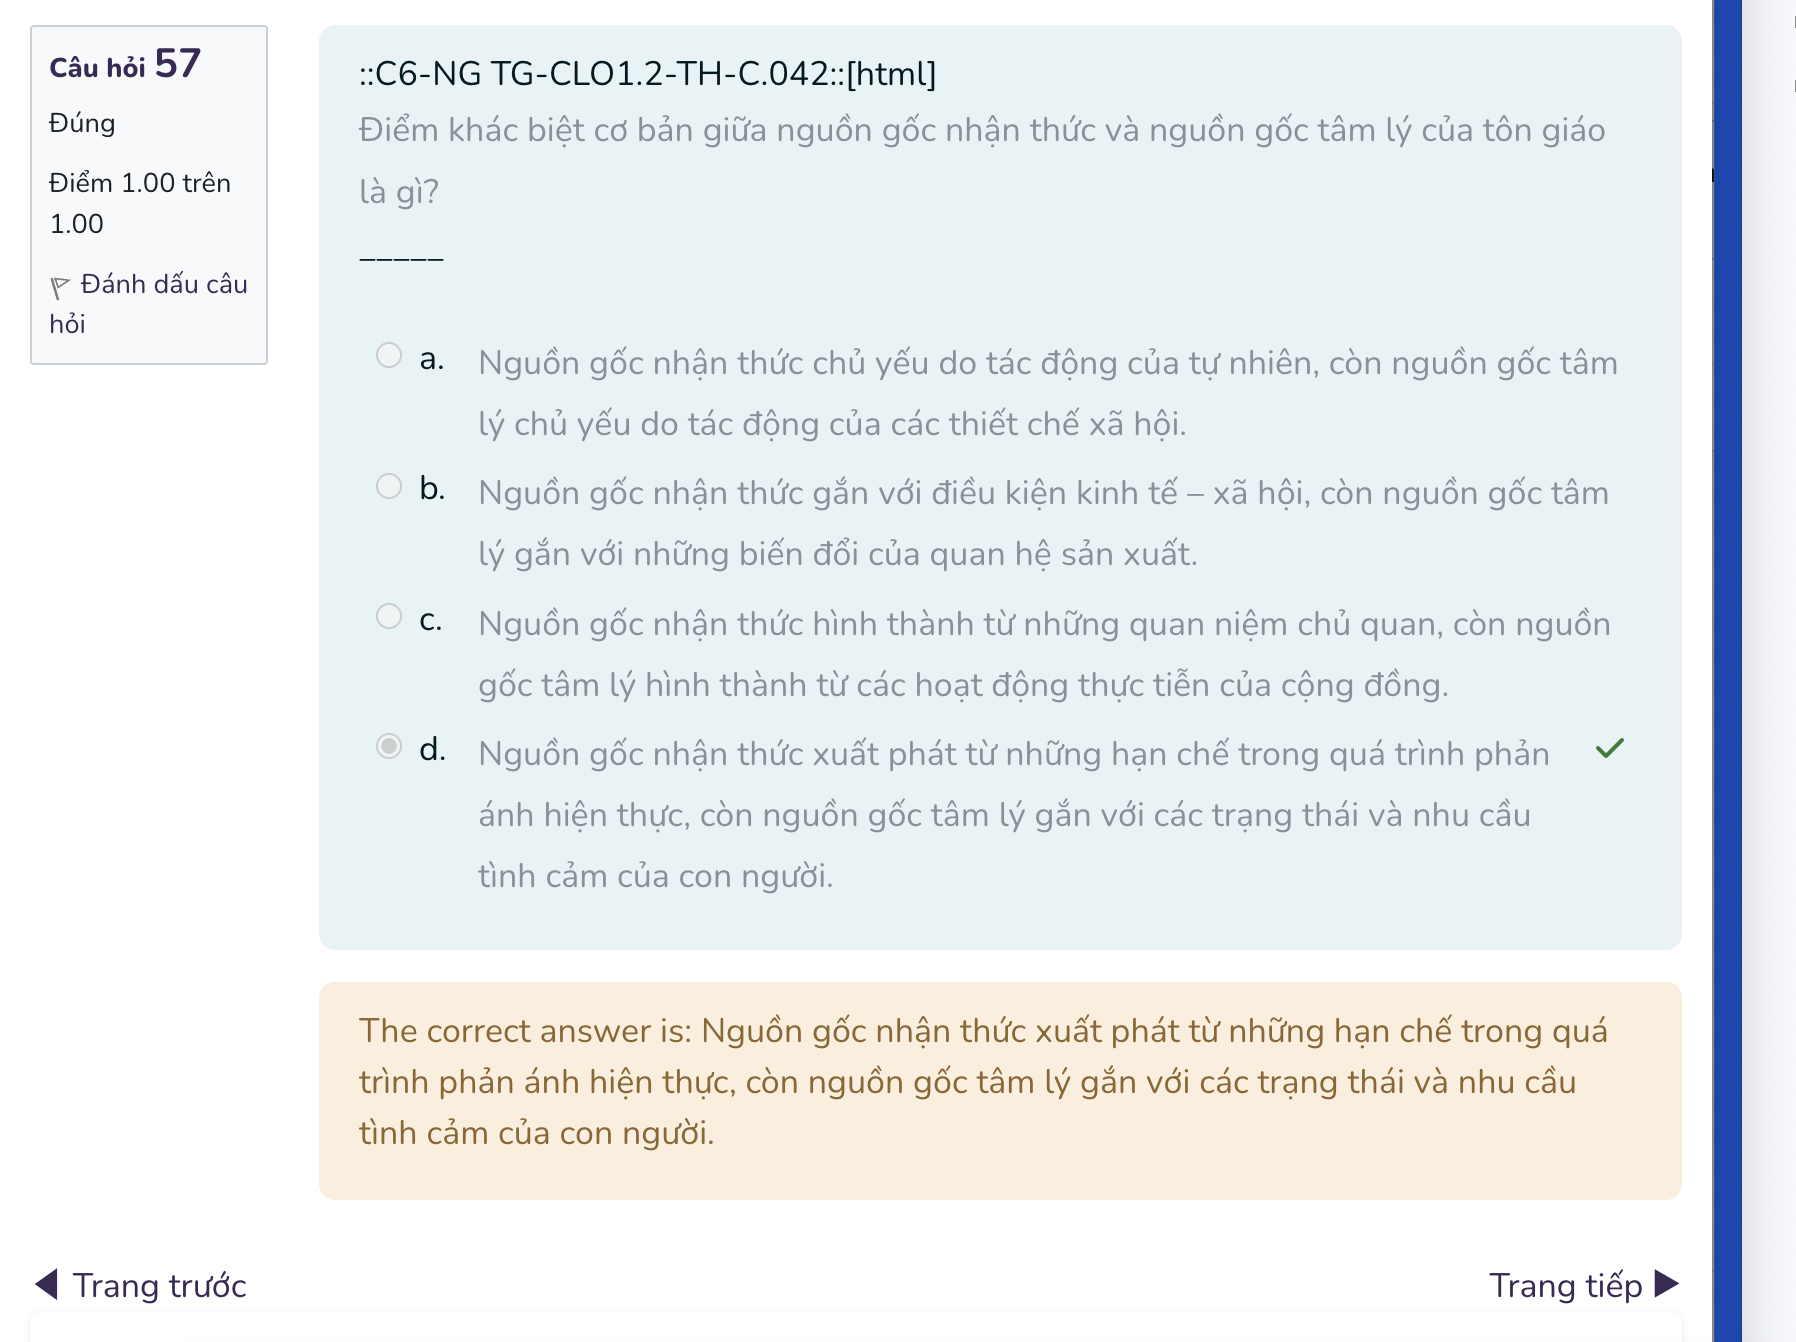 Câu hỏi 57
Đúng
Điểm 1.00 trên
1.00
Đánh dấu câu
hỏi
::C6-NG TG-CLO1.2-TH-C.042::[html]
Điểm khác biệt cơ bản giữa nguồn gốc nhận thức và nguồn gốc tâm lý của tôn giáo
là gì?
_____
a. Nguồn gốc nhận thức chủ yếu do tác động của tự nhiên, còn nguồn gốc tâm
lý chủ yếu do tác động của các thiết chế xã hội.
b. Nguồn gốc nhận thức gắn với điều kiện kinh tế – xã hội, còn nguồn gốc tâm
lý gắn với những biến đổi của quan hệ sản xuất.
c. Nguồn gốc nhận thức hình thành từ những quan niệm chủ quan, còn nguồn
gốc tâm lý hình thành từ các hoạt động thực tiễn của cộng đồng.
d. Nguồn gốc nhận thức xuất phát từ những hạn chế trong quá trình phản
ánh hiện thực, còn nguồn gốc tâm lý gắn với các trạng thái và nhu cầu
tình cảm của con người.
The correct answer is: Nguồn gốc nhận thức xuất phát từ những hạn chế trong quá
trình phản ánh hiện thực, còn nguồn gốc tâm lý gắn với các trạng thái và nhu cầu
tình cảm của con người.
Trang trước
Trang tiếp